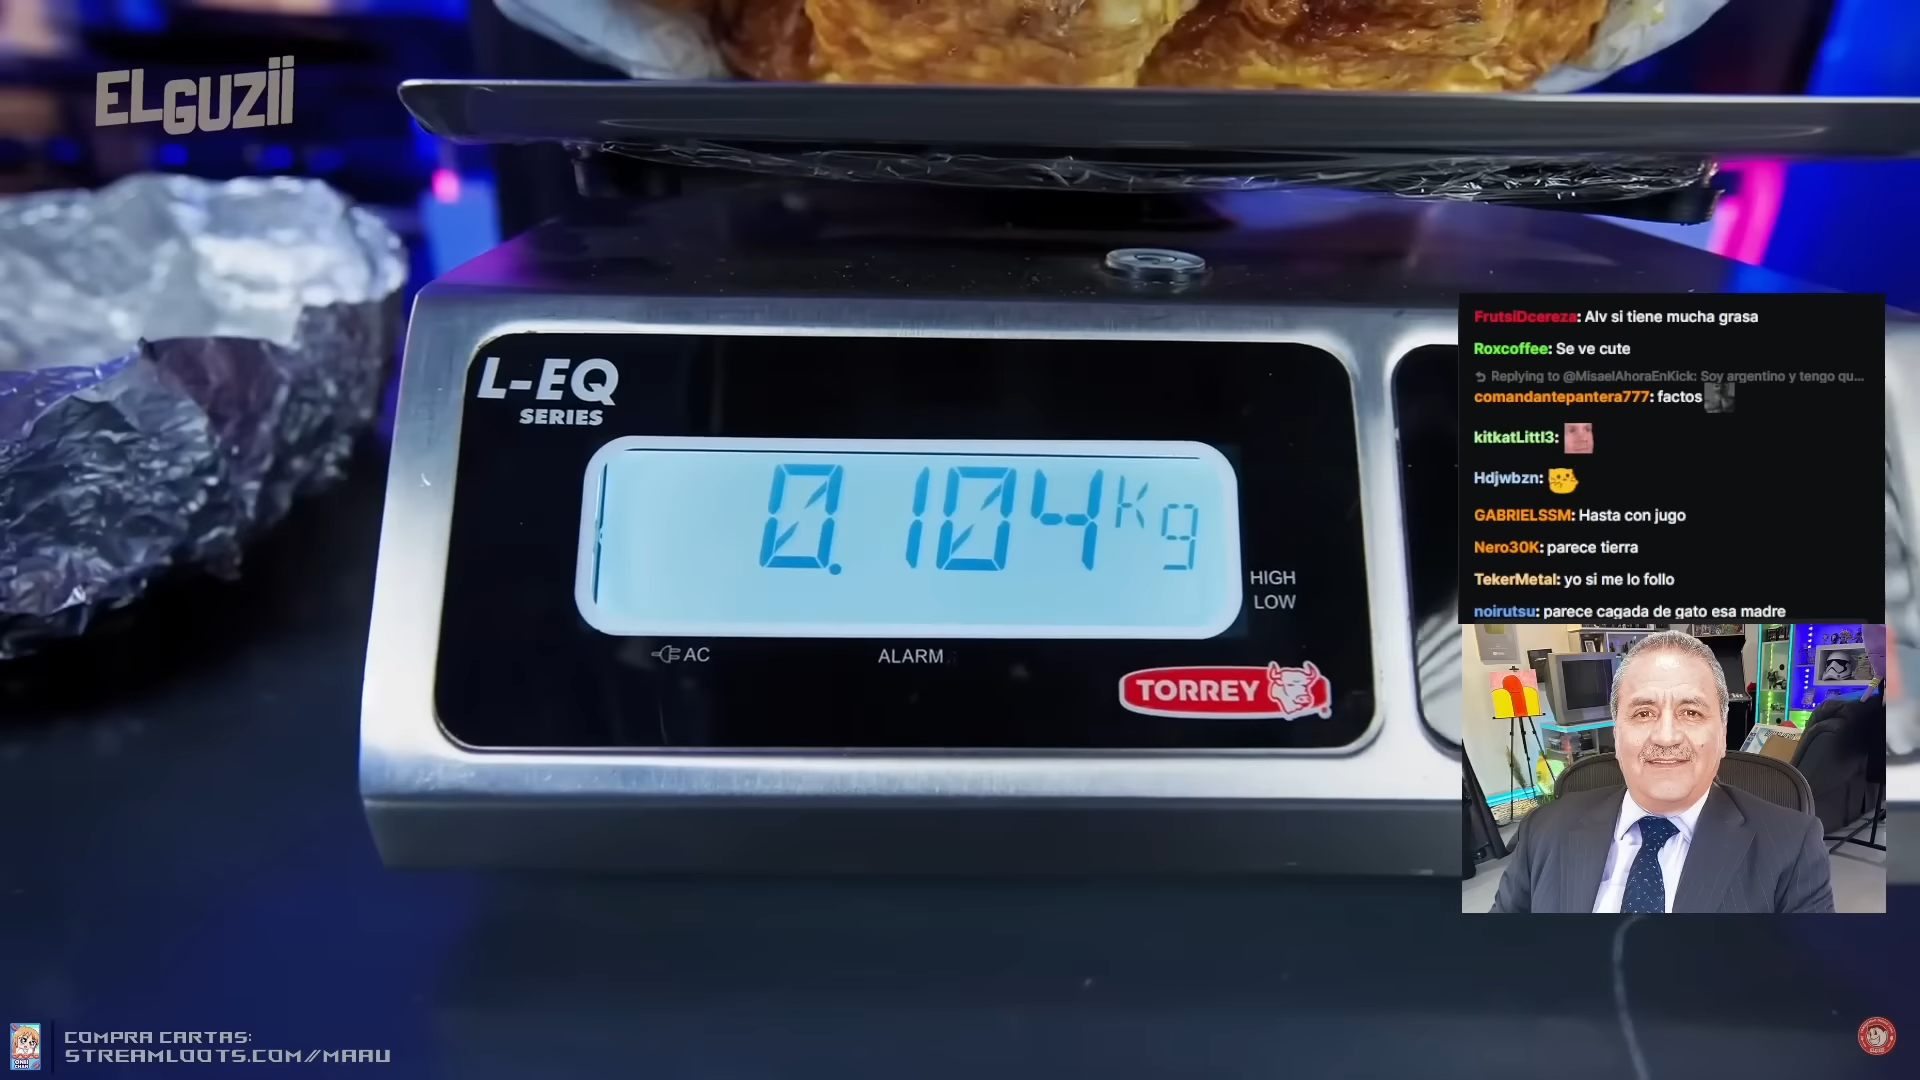 ELGUZii
L-EQ
SERIES
0.104 Kg
HIGH
LOW
AC
ALARM
TORREY
FrutsiDcereza: Alv si tiene mucha grasa
Roxcoffee: Se ve cute
Replying to @MisaelAhoraEnKick: Soy argentino y tengo qu...
comandantepantera777: factos
kitkatLittl3:
Hdjwbzn:
GABRIELSSM: Hasta con jugo
Nero30K: parece tierra
TekerMetal: yo si me lo follo
noirutsu: parece cagada de gato esa madre
COMPRA CARTAS:
STREAMLOOTS.COM/MAAU